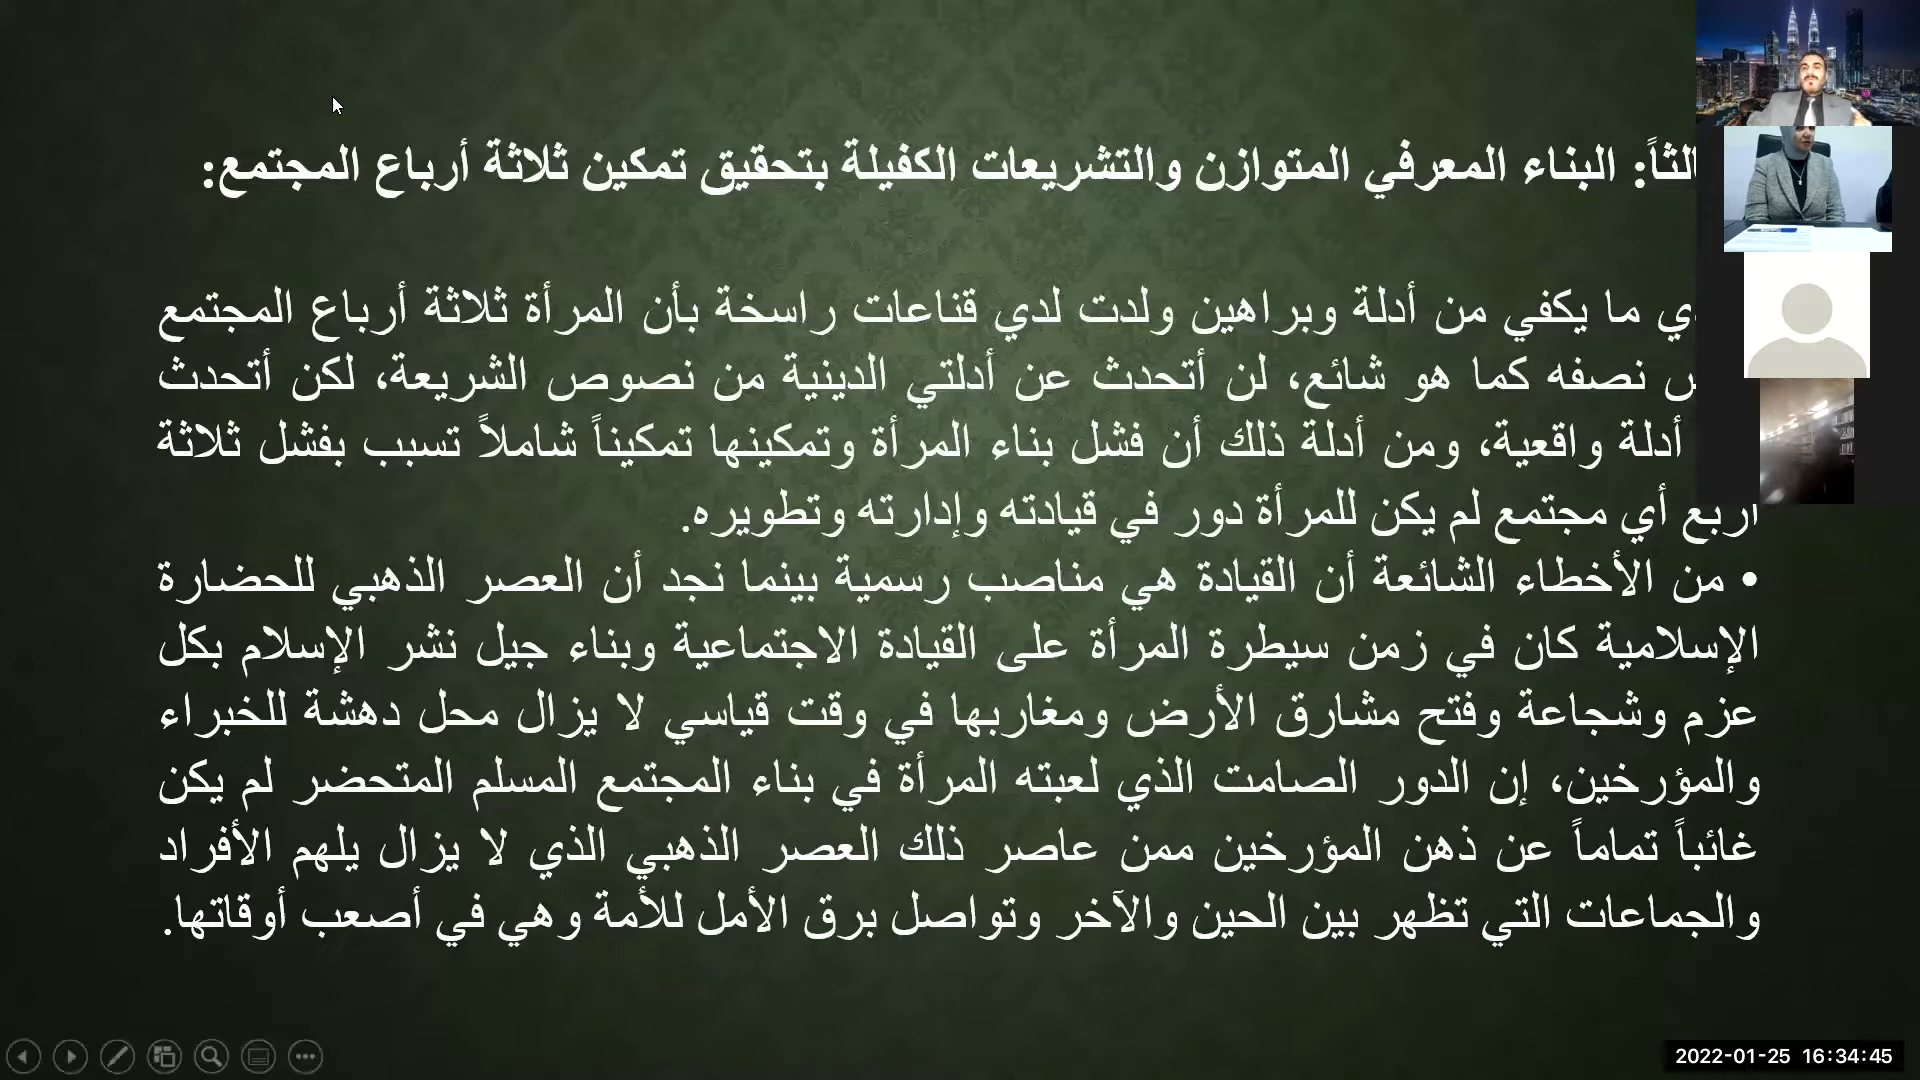 البناء المعرفي المتوازن والتشريعات الكفيلة بتحقيق تمكين ثلاثة أرباع المجتمع:
ما يكفي من أدلة وبراهين ولدت لدي قناعات راسخة بأن المرأة ثلاثة أرباع المجتمع
نصفه كما هو شائع، لن أتحدث عن أدلتي الدينية من نصوص الشريعة، لكن أتحدث
أدلة واقعية، ومن أدلة ذلك أن فشل بناء المرأة وتمكينها تمكيناً شاملاً تسبب بفشل ثلاثة
اربع أي مجتمع لم يكن للمرأة دور في قيادته وإدارته وتطويره.
• من الأخطاء الشائعة أن القيادة هي مناصب رسمية بينما نجد أن العصر الذهبي للحضارة
الإسلامية كان في زمن سيطرة المرأة على القيادة الاجتماعية وبناء جيل نشر الإسلام بكل
عزم وشجاعة وفتح مشارق الأرض ومغاربها في وقت قياسي لا يزال محل دهشة للخبراء
والمؤرخين، إن الدور الصامت الذي لعبته المرأة في بناء المجتمع المسلم المتحضر لم يكن
غائباً تماماً عن ذهن المؤرخين ممن عاصر ذلك العصر الذهبي الذي لا يزال يلهم الأفراد
والجماعات التي تظهر بين الحين والآخر وتواصل برق الأمل للأمة وهي في أصعب أوقاتها.
2022-01-25 16:34:45